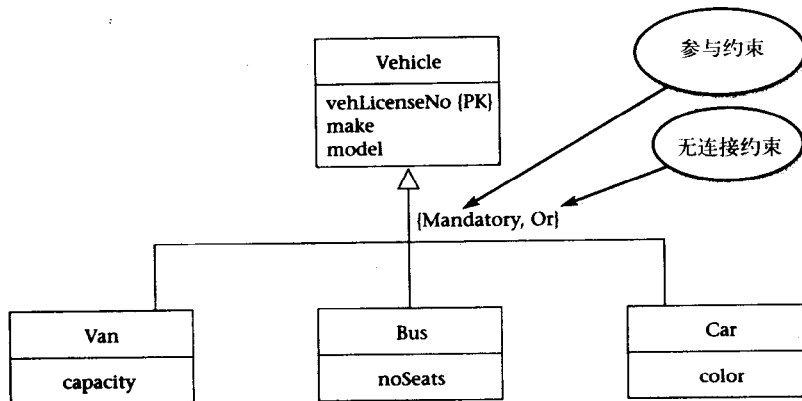 Vehicle
vehLicenseNo {PK}
make
model
参与约束
无连接约束
{Mandatory, Or}
Van
capacity
Bus
noSeats
Car
color